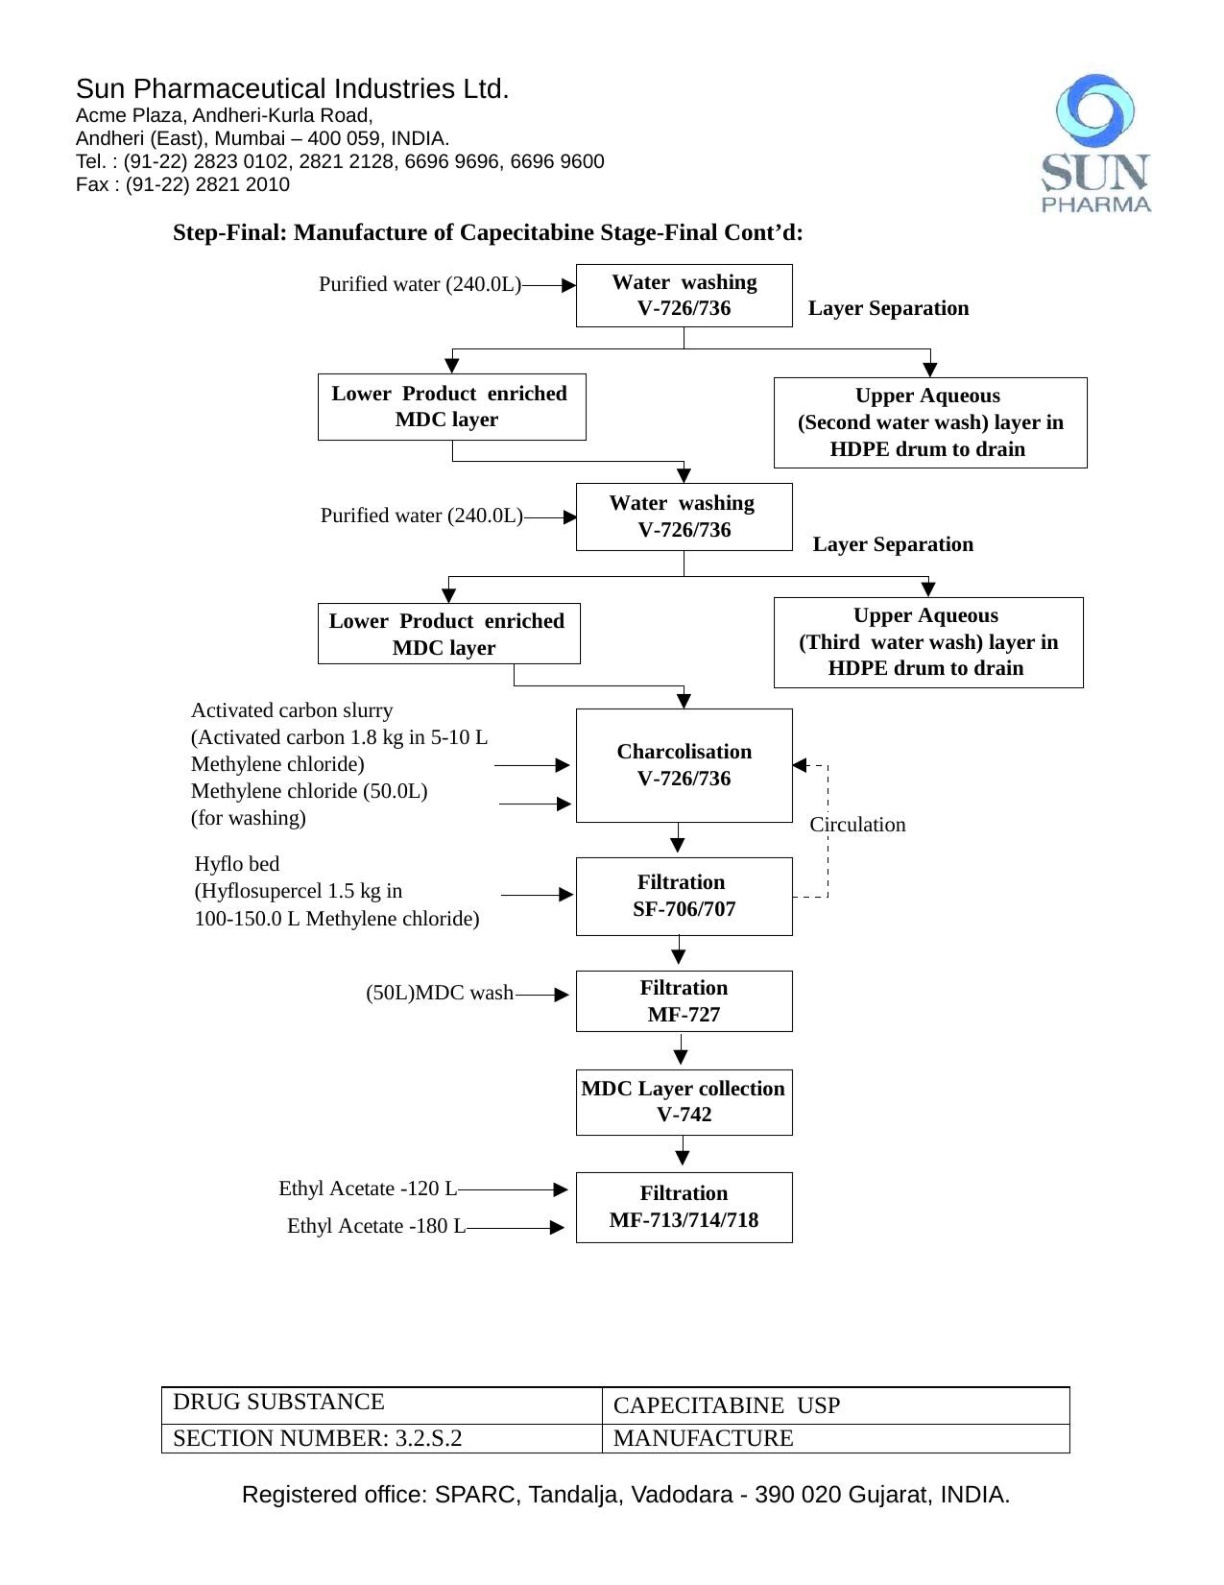 Sun Pharmaceutical Industries Ltd.
Acme Plaza, Andheri-Kurla Road,
Andheri (East), Mumbai – 400 059, INDIA.
Tel. : (91-22) 2823 0102, 2821 2128, 6696 9696, 6696 9600
Fax : (91-22) 2821 2010
SUN
PHARMA
Step-Final: Manufacture of Capecitabine Stage-Final Cont’d:
Purified water (240.0L)
Water washing
V-726/736
Layer Separation
Lower Product enriched
MDC layer
Upper Aqueous
(Second water wash) layer in
HDPE drum to drain
Purified water (240.0L)
Water washing
V-726/736
Layer Separation
Lower Product enriched
MDC layer
Upper Aqueous
(Third water wash) layer in
HDPE drum to drain
Activated carbon slurry
(Activated carbon 1.8 kg in 5-10 L
Methylene chloride)
Methylene chloride (50.0L)
(for washing)
Charcolisation
V-726/736
Circulation
Hyflo bed
(Hyflosupercel 1.5 kg in
100-150.0 L Methylene chloride)
Filtration
SF-706/707
(50L)MDC wash
Filtration
MF-727
MDC Layer collection
V-742
Ethyl Acetate -120 L
Ethyl Acetate -180 L
Filtration
MF-713/714/718
DRUG SUBSTANCE
CAPECITABINE USP
SECTION NUMBER: 3.2.S.2
MANUFACTURE
Registered office: SPARC, Tandalja, Vadodara - 390 020 Gujarat, INDIA.